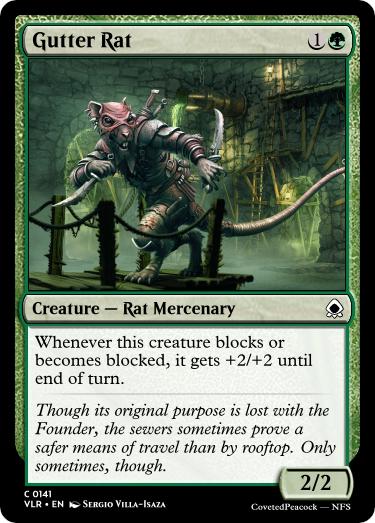 Gutter Rat
1
Creature — Rat Mercenary
Whenever this creature blocks or
becomes blocked, it gets +2/+2 until
end of turn.
Though its original purpose is lost with the
Founder, the sewers sometimes prove a
safer means of travel than by rooftop. Only
sometimes, though.
2/2
C 0141
VLR • EN Sergio Villa-Isaza
CovetedPeacock — NFS